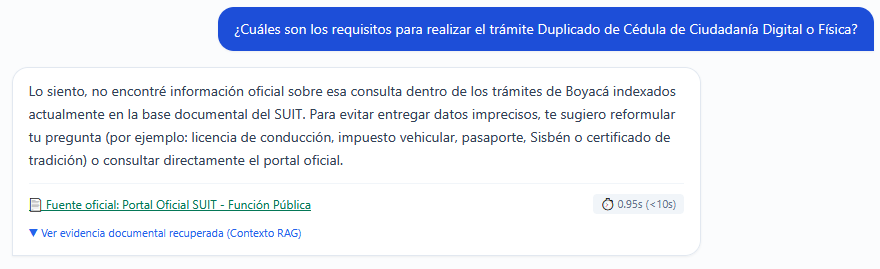 ¿Cuáles son los requisitos para realizar el trámite Duplicado de Cédula de Ciudadanía Digital o Física?
Lo siento, no encontré información oficial sobre esa consulta dentro de los trámites de Boyacá indexados
actualmente en la base documental del SUIT. Para evitar entregar datos imprecisos, te sugiero reformular
tu pregunta (por ejemplo: licencia de conducción, impuesto vehicular, pasaporte, Sisbén o certificado de
tradición) o consultar directamente el portal oficial.
Fuente oficial: Portal Oficial SUIT - Función Pública
0.95s (<10s)
▼ Ver evidencia documental recuperada (Contexto RAG)